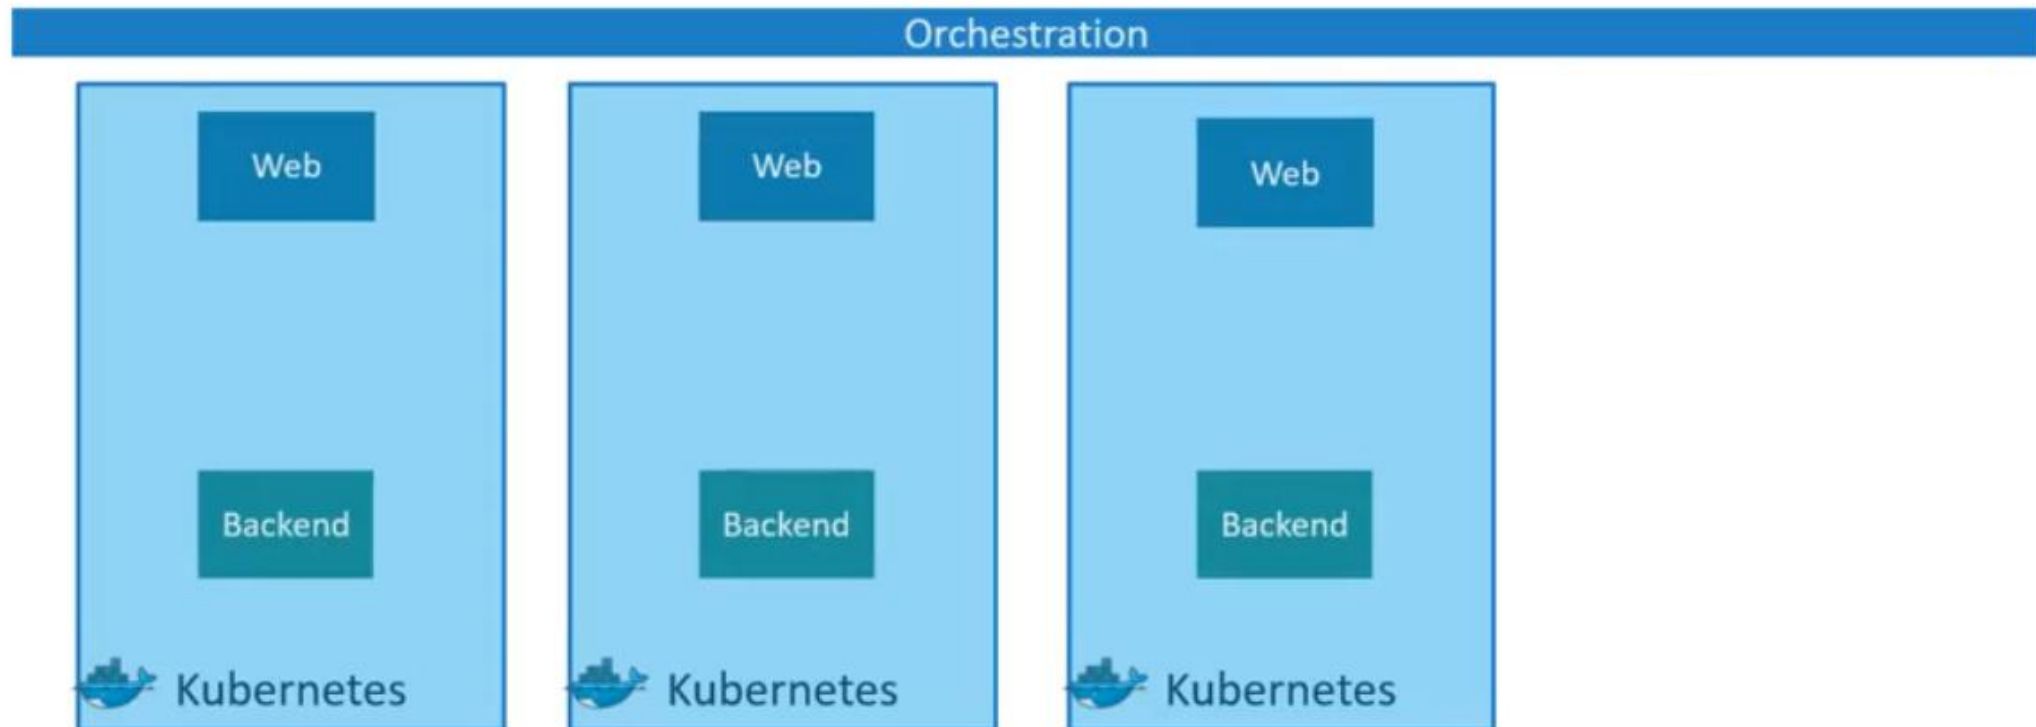 Orchestration
Web
Web
Web
Backend
Backend
Backend
Kubernetes
Kubernetes
Kubernetes